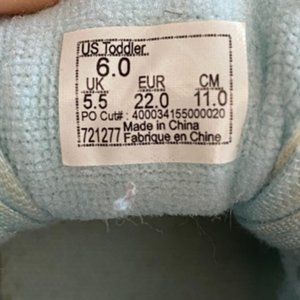 US Toddler
6.0
UK EUR CM
5.5 22.0 11.0
PO Cut# : 400034155000020
721277 Made in China
Fabrique en Chine